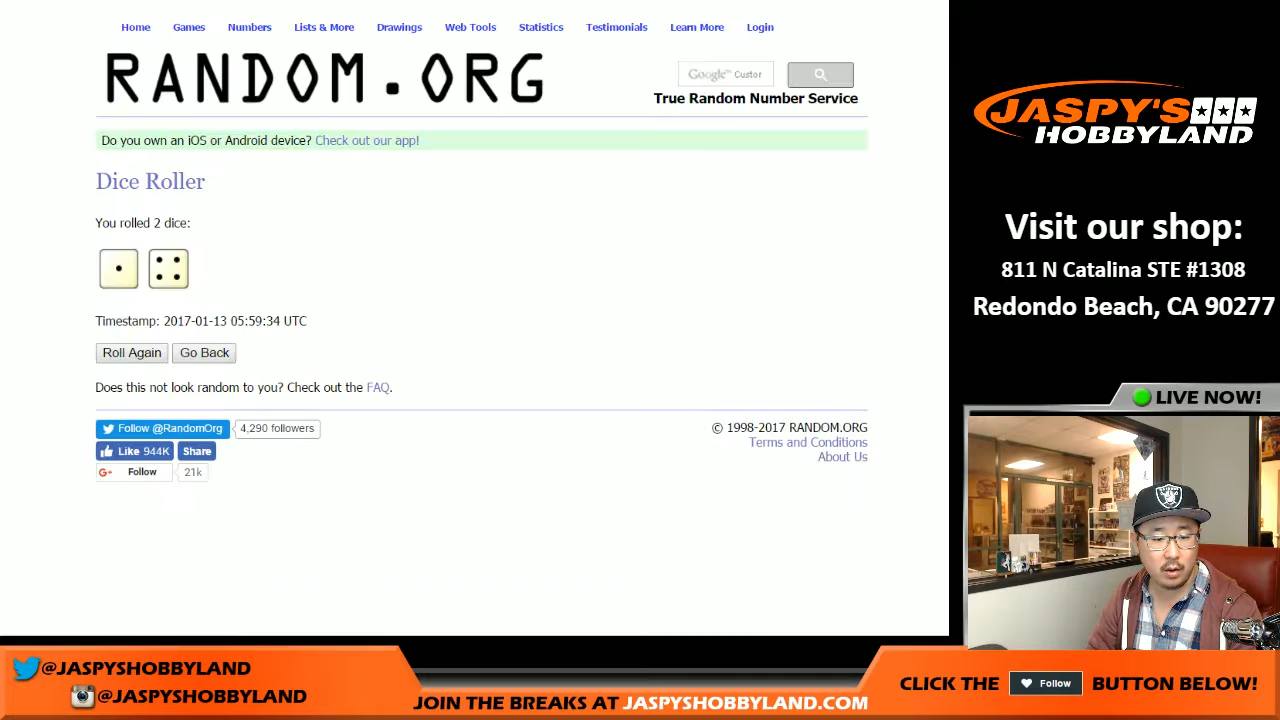 Home Games Numbers Lists & More Drawings Web Tools Statistics Testimonials Learn More Login
RANDOM.ORG
Google™ Custor
True Random Number Service
Do you own an iOS or Android device? Check out our app!
Dice Roller
You rolled 2 dice:
Timestamp: 2017-01-13 05:59:34 UTC
Roll Again Go Back
Does this not look random to you? Check out the FAQ.
Follow @RandomOrg 4,290 followers
Like 944K Share
G+ Follow 21k
© 1998-2017 RANDOM.ORG
Terms and Conditions
About Us
JASPY'S
HOBBYLAND
Visit our shop:
811 N Catalina STE #1308
Redondo Beach, CA 90277
LIVE NOW!
@JASPYSHOBBYLAND
@JASPYSHOBBYLAND
JOIN THE BREAKS AT JASPYSHOBBYLAND.COM
CLICK THE Follow BUTTON BELOW!